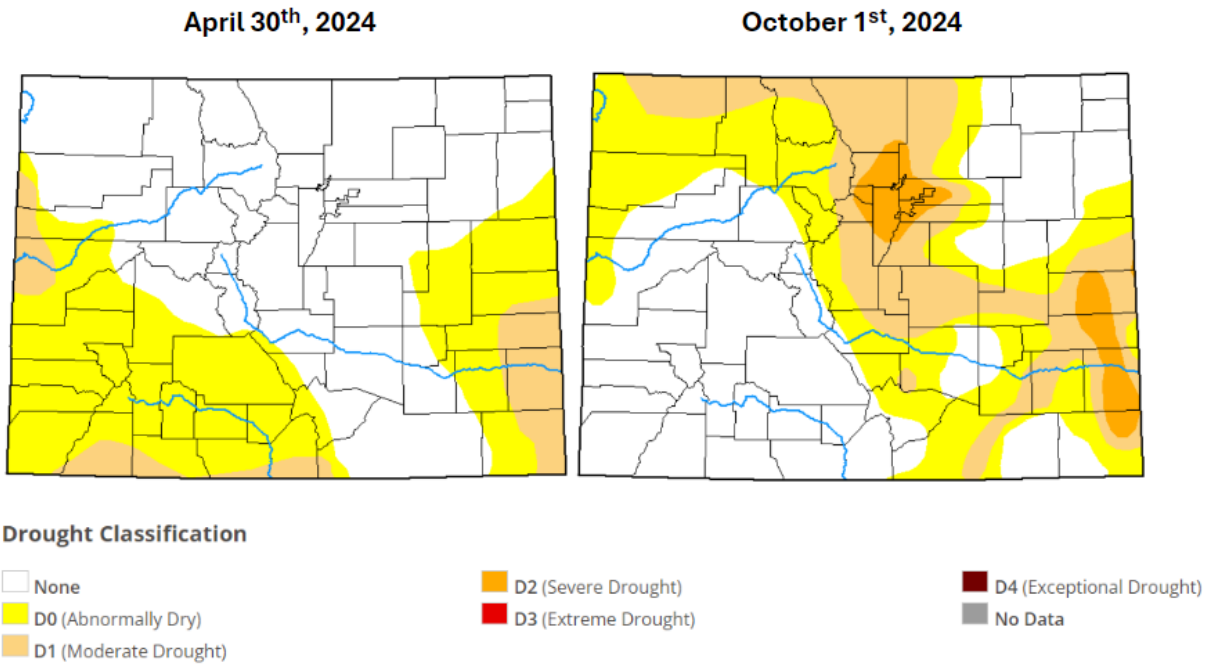 April 30th, 2024
October 1st, 2024
Drought Classification
None
D0 (Abnormally Dry)
D1 (Moderate Drought)
D2 (Severe Drought)
D3 (Extreme Drought)
D4 (Exceptional Drought)
No Data